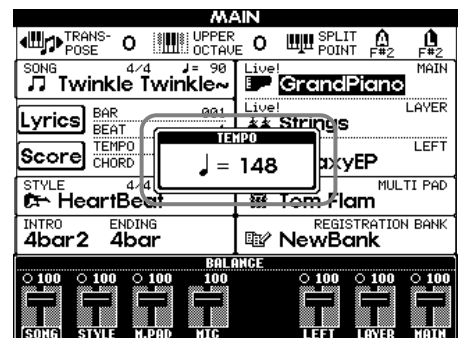 MAIN
TRANS-
POSE 0
UPPER
OCTAVE 0
SPLIT
POINT
A
F#2
L
F#2
SONG 4/4 ♩= 90
Twinkle Twinkle~
Live! MAIN
GrandPiano
Lyrics
BAR 001
BEAT
Live! LAYER
Strings
Score
TEMPO
CHORD
TEMPO
♩= 148
LEFT
axyEP
STYLE 4/4
HeartBeat
MULTI PAD
Tom Flam
INTRO ENDING
4bar2 4bar
REGISTRATION BANK
NewBank
BALANCE
100 100 100 100 100 100 100
SONG STYLE M.PAD MIC LEFT LAYER MAIN